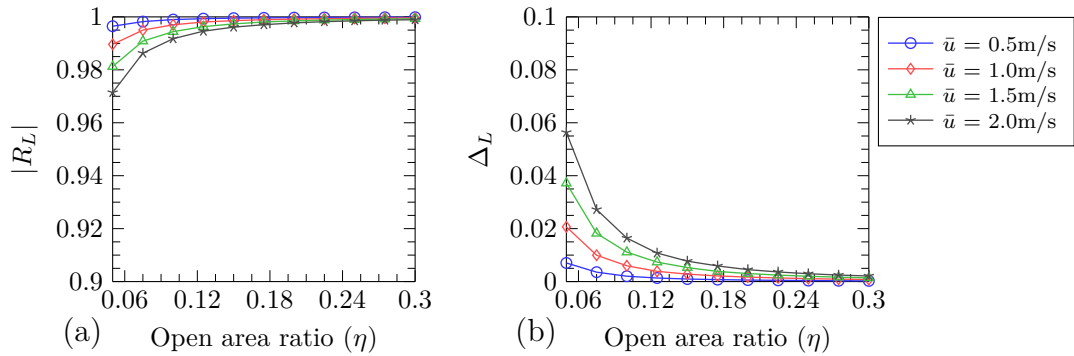 1
0.98
0.96
0.94
0.92
0.9
|R_L|
0.06 0.12 0.18 0.24 0.3
(a) Open area ratio (η)
0.1
0.08
0.06
0.04
0.02
0
Δ_L
0.06 0.12 0.18 0.24 0.3
(b) Open area ratio (η)
ū = 0.5m/s
ū = 1.0m/s
ū = 1.5m/s
ū = 2.0m/s